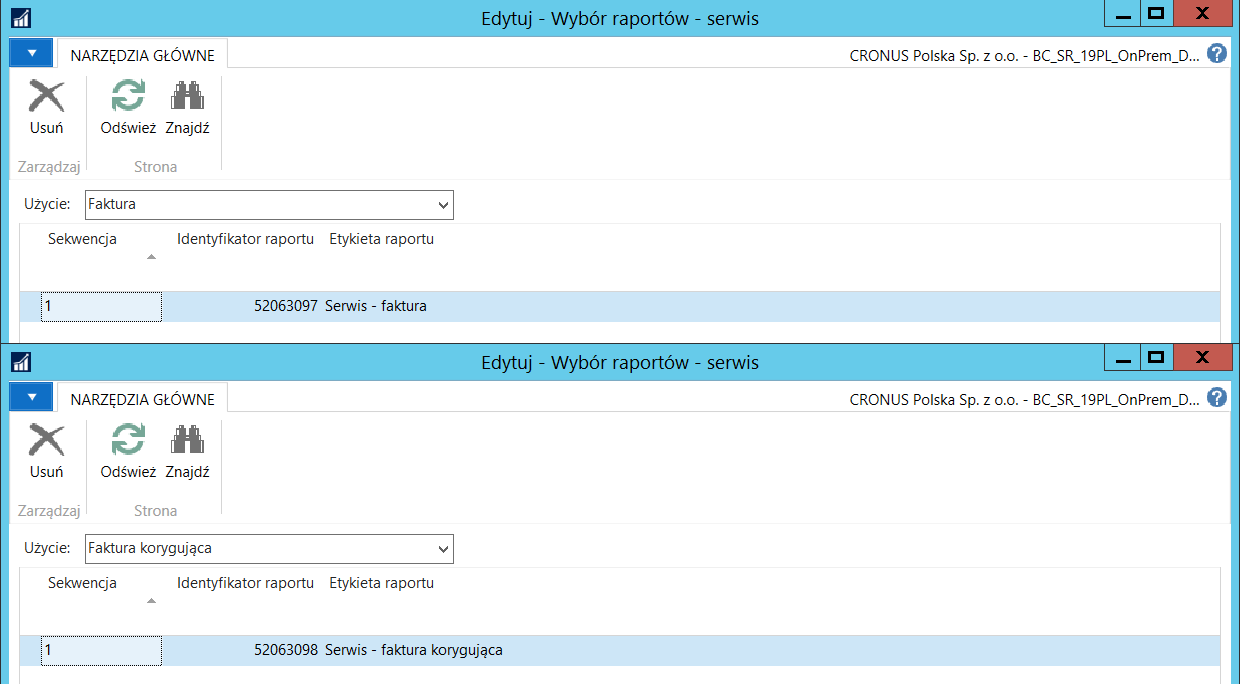 Edytuj - Wybór raportów - serwis
NARZĘDZIA GŁÓWNE
CRONUS Polska Sp. z o.o. - BC_SR_19PL_OnPrem_D... ?
Usuń
Odśwież Znajdź
Zarządzaj
Strona
Użycie: Faktura
Sekwencja Identyfikator raportu Etykieta raportu
1 52063097 Serwis - faktura
Edytuj - Wybór raportów - serwis
NARZĘDZIA GŁÓWNE
CRONUS Polska Sp. z o.o. - BC_SR_19PL_OnPrem_D... ?
Usuń
Odśwież Znajdź
Zarządzaj
Strona
Użycie: Faktura korygująca
Sekwencja Identyfikator raportu Etykieta raportu
1 52063098 Serwis - faktura korygująca